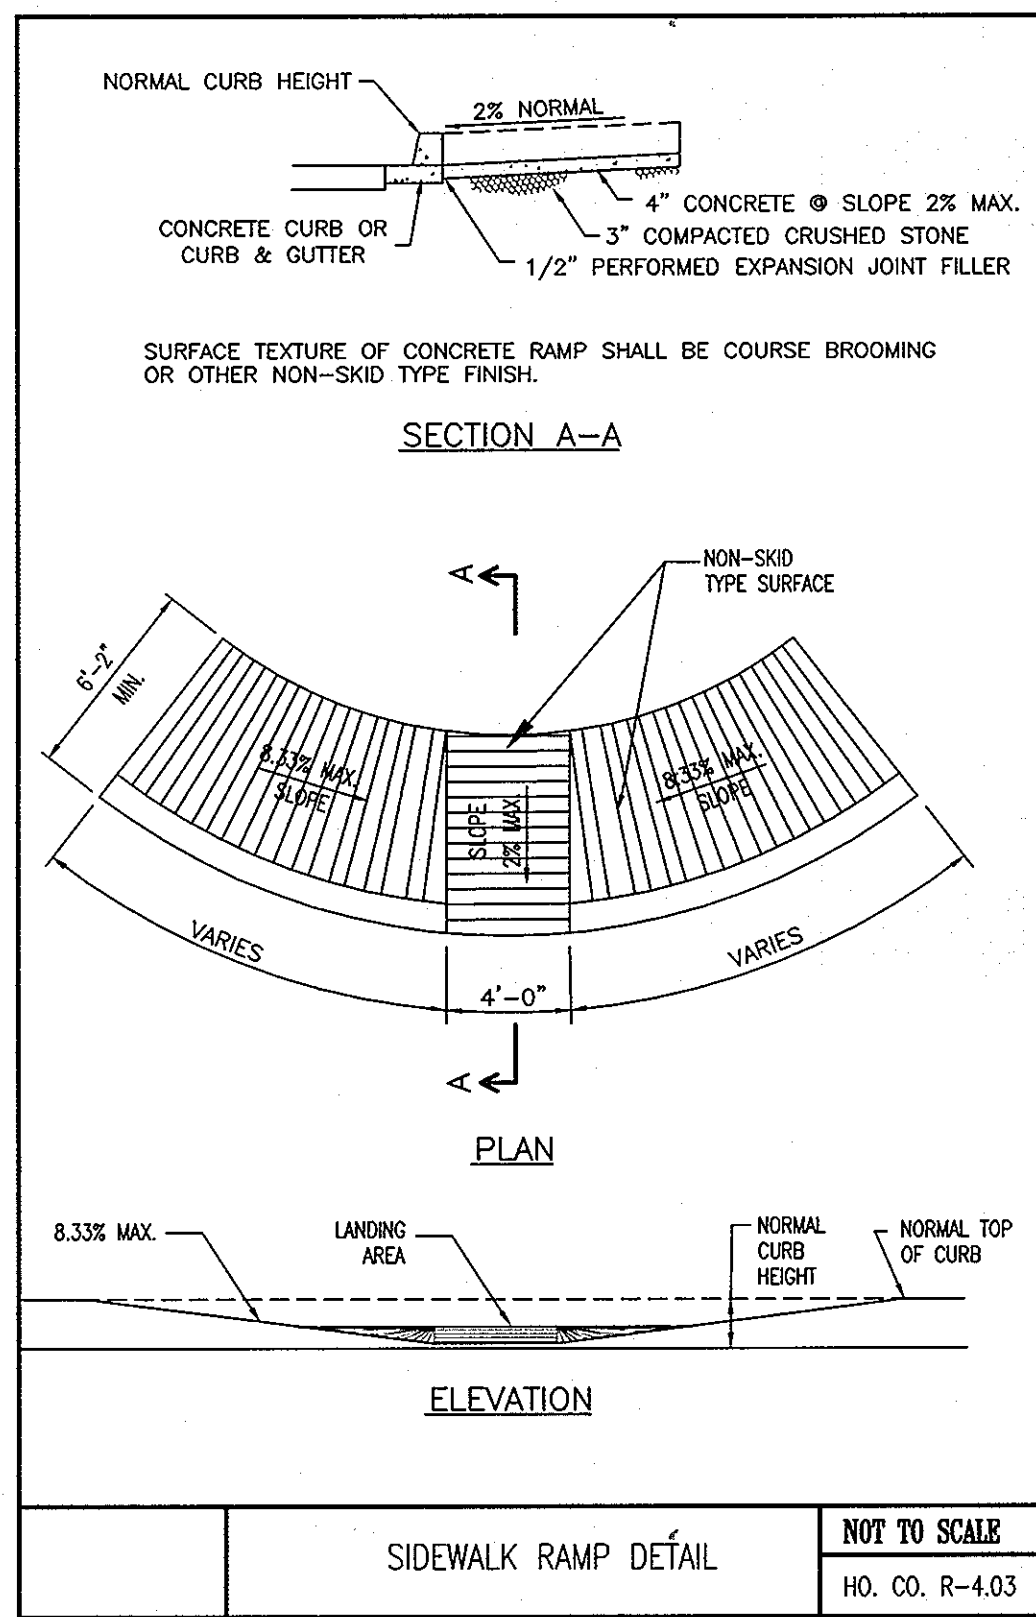 NORMAL CURB HEIGHT
2% NORMAL
4" CONCRETE @ SLOPE 2% MAX.
CONCRETE CURB OR
CURB & GUTTER
3" COMPACTED CRUSHED STONE
1/2" PERFORMED EXPANSION JOINT FILLER
SURFACE TEXTURE OF CONCRETE RAMP SHALL BE COURSE BROOMING
OR OTHER NON-SKID TYPE FINISH.
SECTION A-A
A
NON-SKID
TYPE SURFACE
6'-2"
MIN.
8.33% MAX.
SLOPE
SLOPE
2% MAX.
8.33% MAX.
SLOPE
VARIES
VARIES
4'-0"
A
PLAN
8.33% MAX.
LANDING
AREA
NORMAL
CURB
HEIGHT
NORMAL TOP
OF CURB
ELEVATION
SIDEWALK RAMP DETAIL
NOT TO SCALE
HO. CO. R-4.03